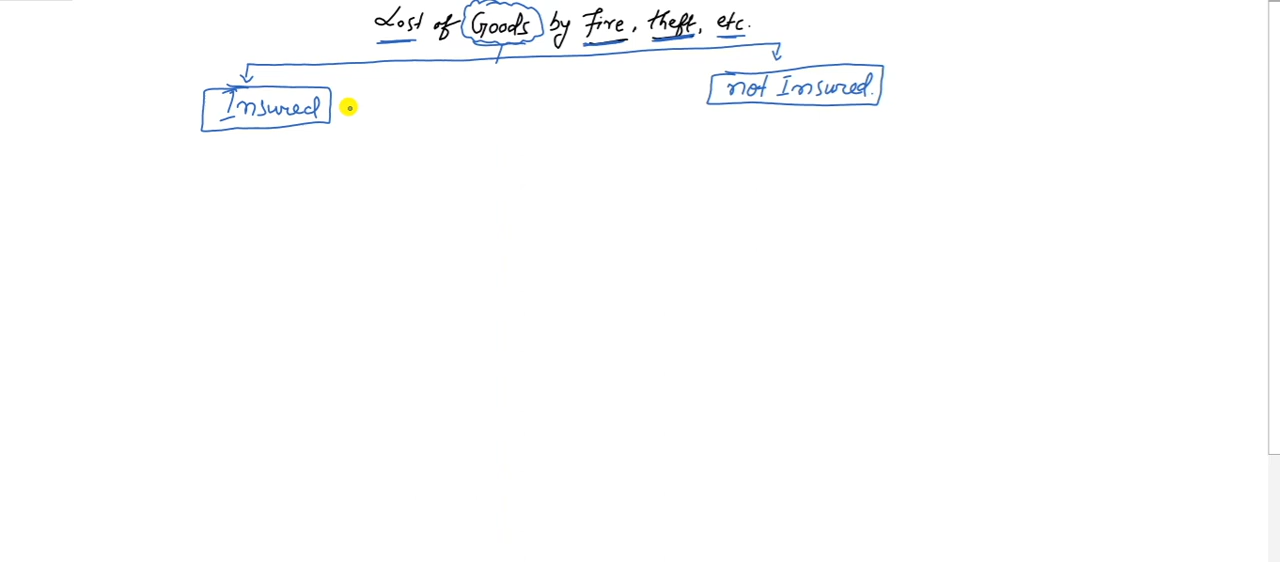 Lost of Goods by Fire, theft, etc.
Insured
not Insured.